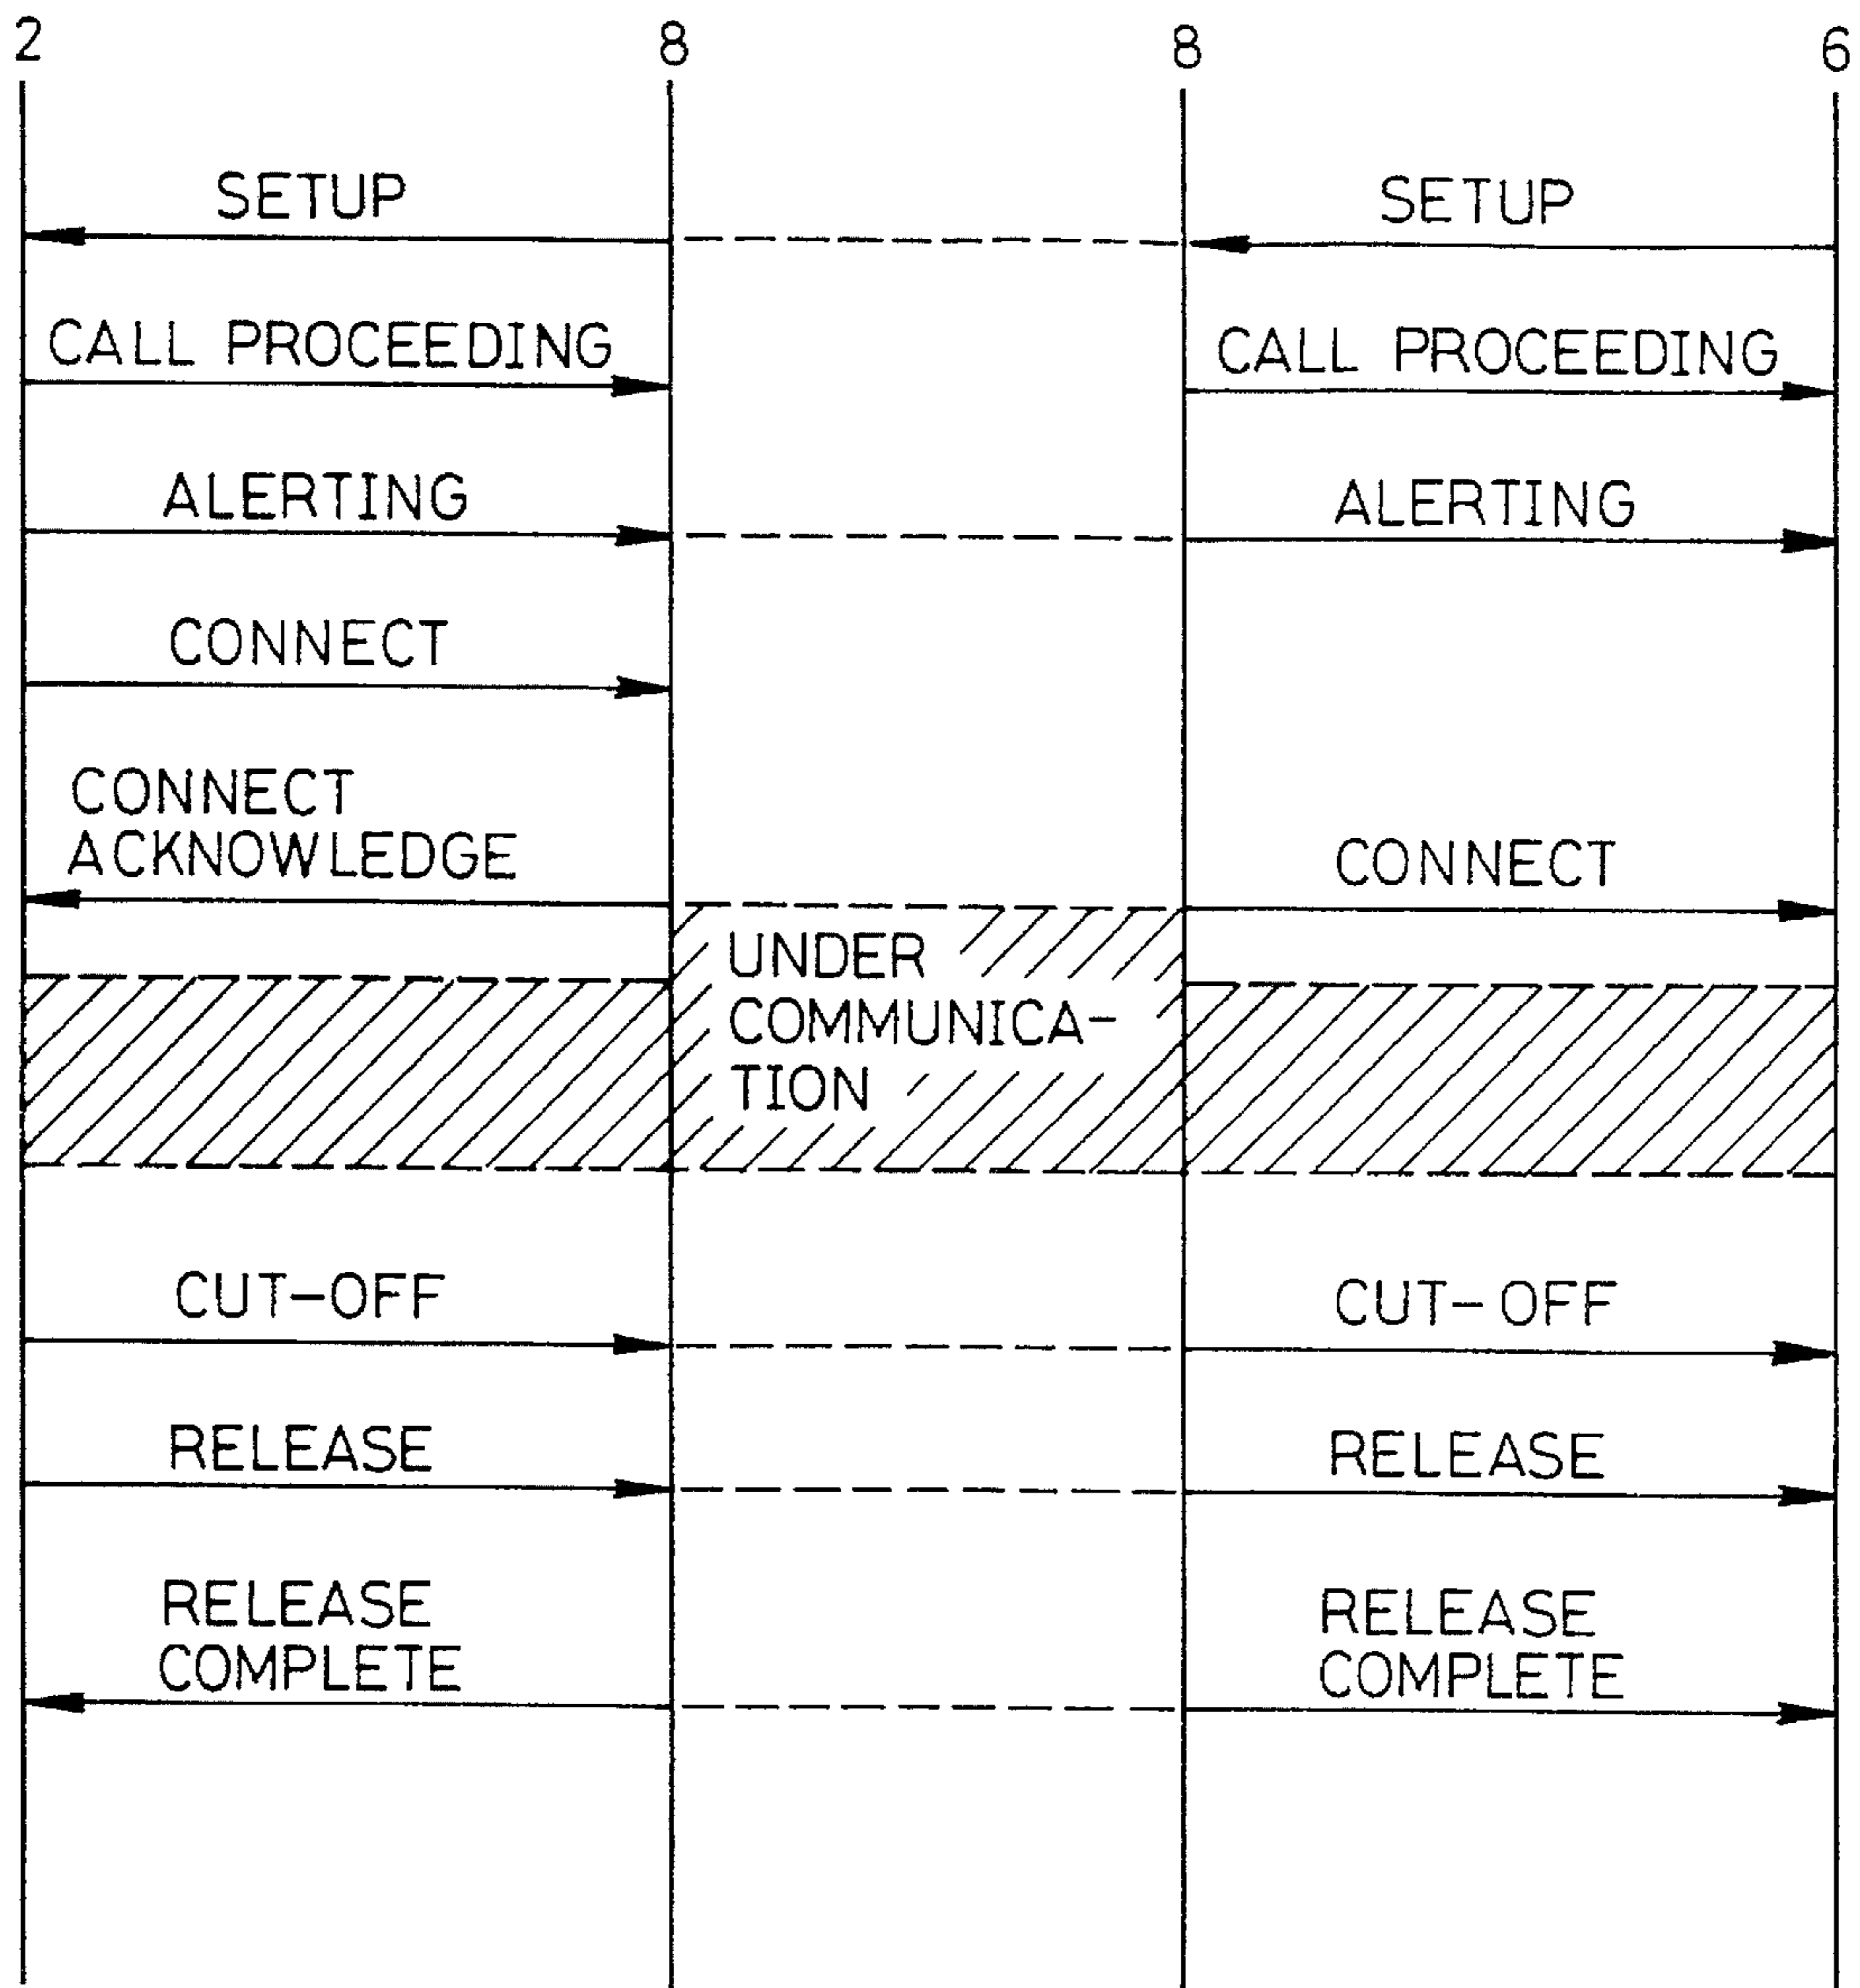 2 8 8 6
SETUP SETUP
CALL PROCEEDING CALL PROCEEDING
ALERTING ALERTING
CONNECT
CONNECT
ACKNOWLEDGE
CONNECT
UNDER
COMMUNICA-
TION
CUT-OFF CUT-OFF
RELEASE RELEASE
RELEASE
COMPLETE
RELEASE
COMPLETE